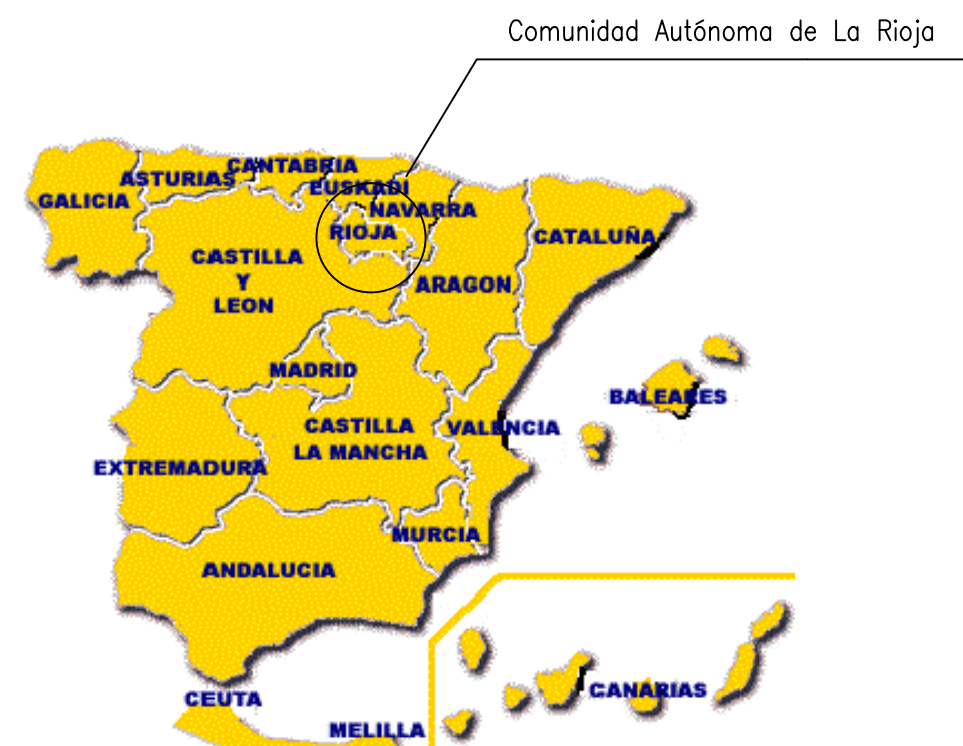 Comunidad Autónoma de La Rioja
CANTABRIA
ASTURIAS
EUSKADI
GALICIA
NAVARRA
RIOJA
CATALUÑA
CASTILLA
Y
LEON
ARAGON
MADRID
BALEARES
CASTILLA
LA MANCHA
VALENCIA
EXTREMADURA
MURCIA
ANDALUCIA
CANARIAS
CEUTA
MELILLA